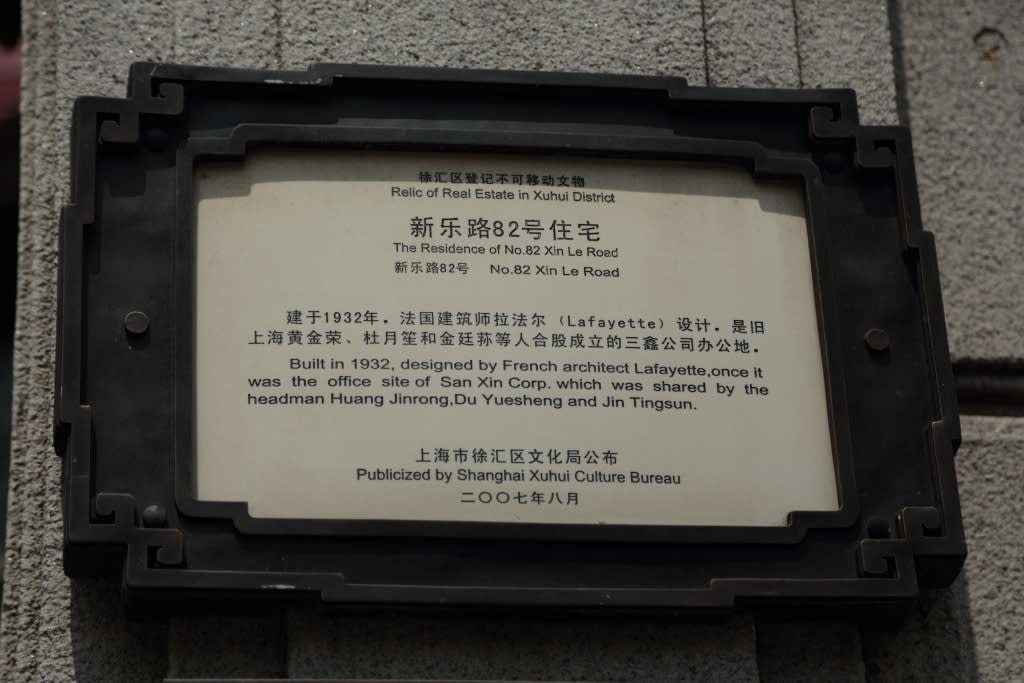 徐汇区登记不可移动文物
Relic of Real Estate in Xuhui District
新乐路82号住宅
The Residence of No.82 Xin Le Road
新乐路82号 No.82 Xin Le Road
建于1932年。法国建筑师拉法尔（Lafayette）设计。是旧
上海黄金荣、杜月笙和金廷荪等人合股成立的三鑫公司办公地。
Built in 1932, designed by French architect Lafayette,once it
was the office site of San Xin Corp. which was shared by the
headman Huang Jinrong,Du Yuesheng and Jin Tingsun.
上海市徐汇区文化局公布
Publicized by Shanghai Xuhui Culture Bureau
二〇〇七年八月